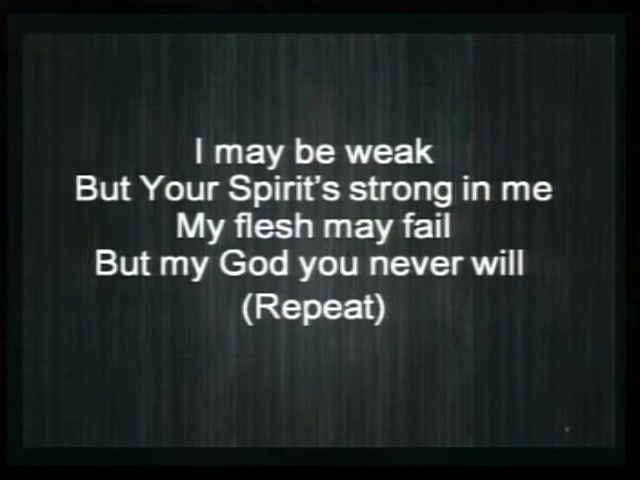 I may be weak
But Your Spirit's strong in me
My flesh may fail
But my God you never will
(Repeat)